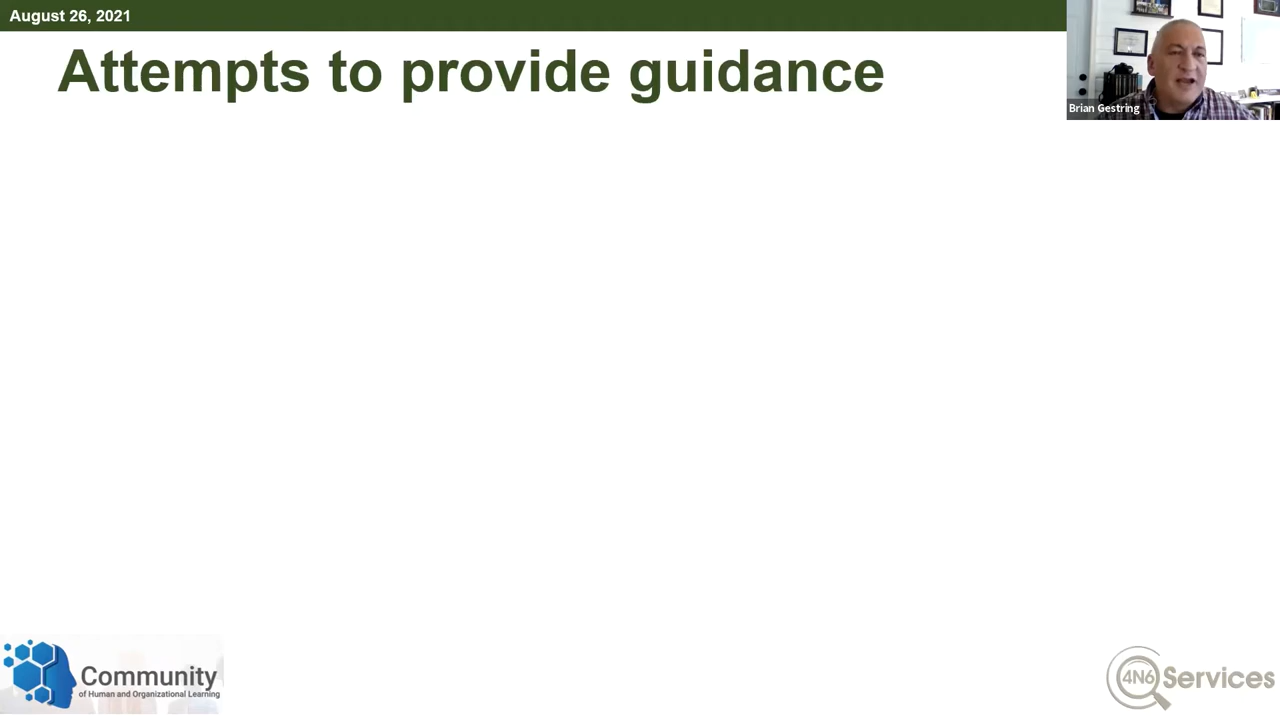 August 26, 2021
Attempts to provide guidance
Brian Gestring
Community
of Human and Organizational Learning
4N6 Services